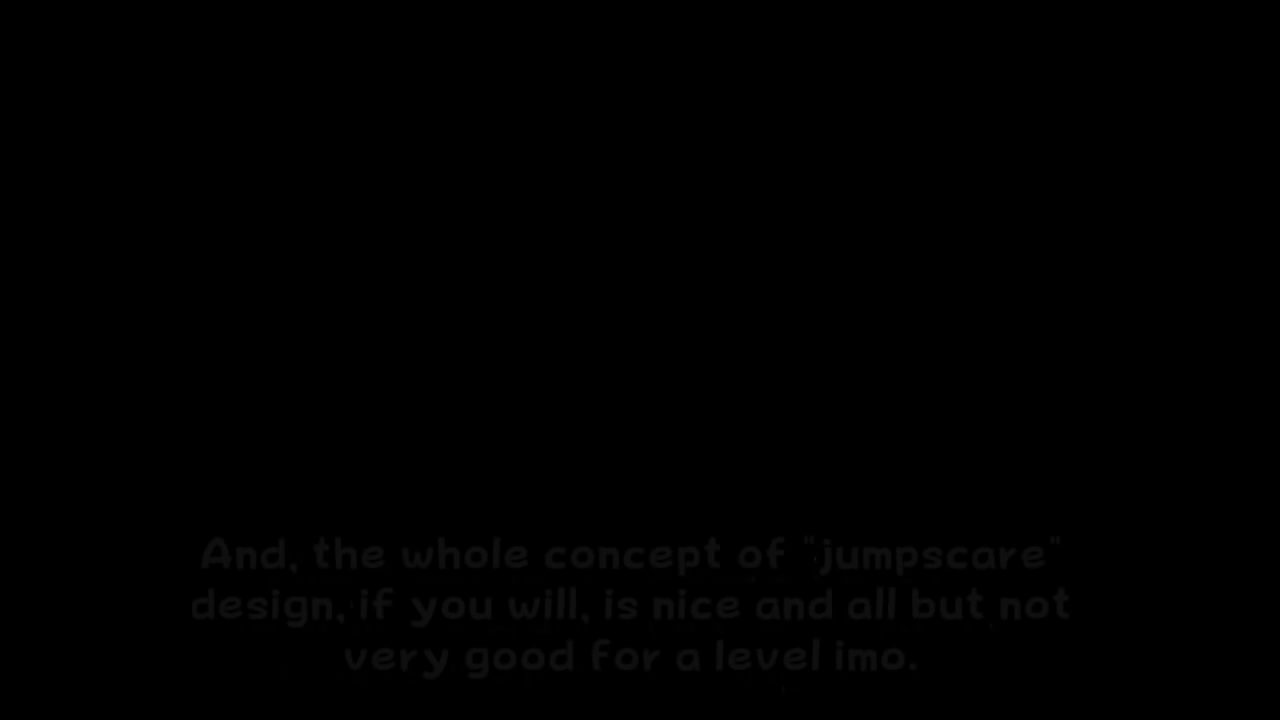 And, the whole concept of "jumpscare"
design, if you will, is nice and all but not
very good for a level imo.